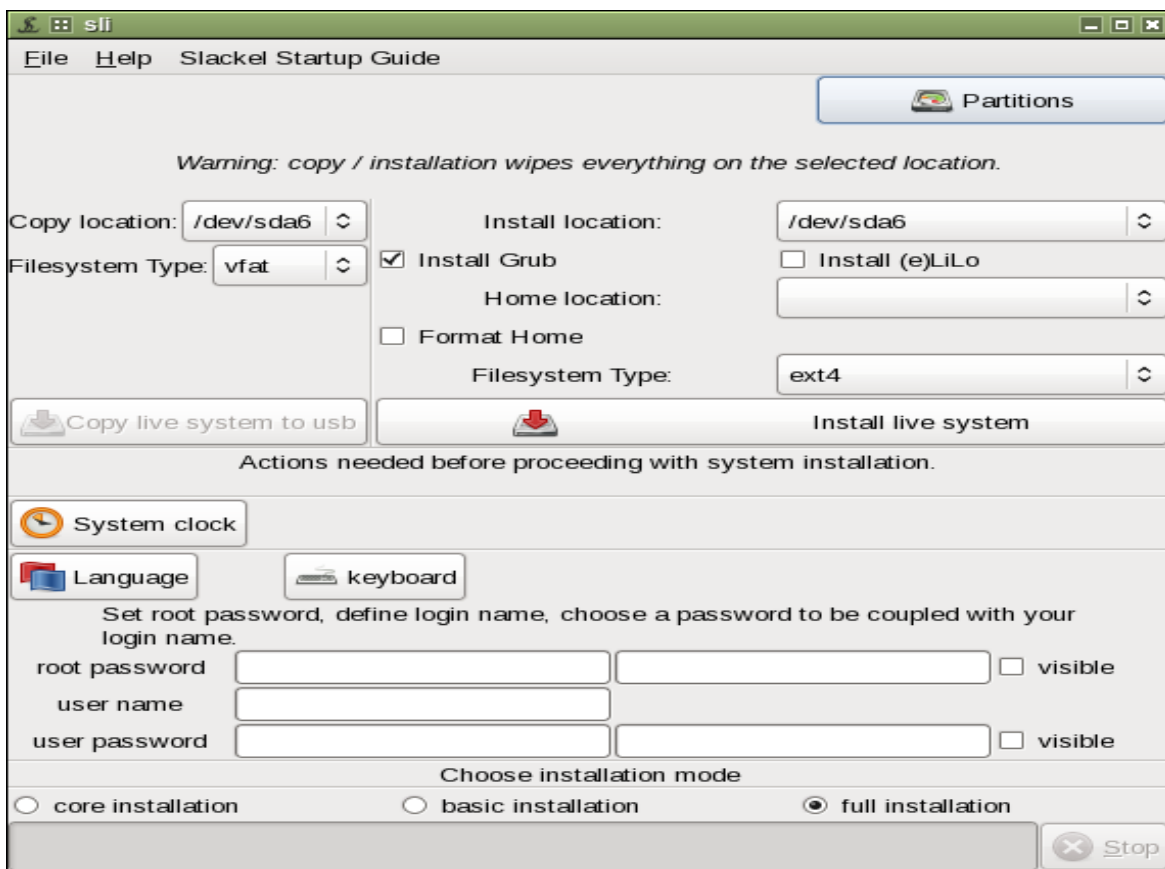 sli
File Help Slackel Startup Guide
Partitions
Warning: copy / installation wipes everything on the selected location.
Copy location: /dev/sda6
Install location: /dev/sda6
Filesystem Type: vfat
Install Grub
Install (e)LiLo
Home location:
Format Home
Filesystem Type: ext4
Copy live system to usb
Install live system
Actions needed before proceeding with system installation.
System clock
Language
keyboard
Set root password, define login name, choose a password to be coupled with your
login name.
root password
visible
user name
user password
visible
Choose installation mode
core installation
basic installation
full installation
Stop